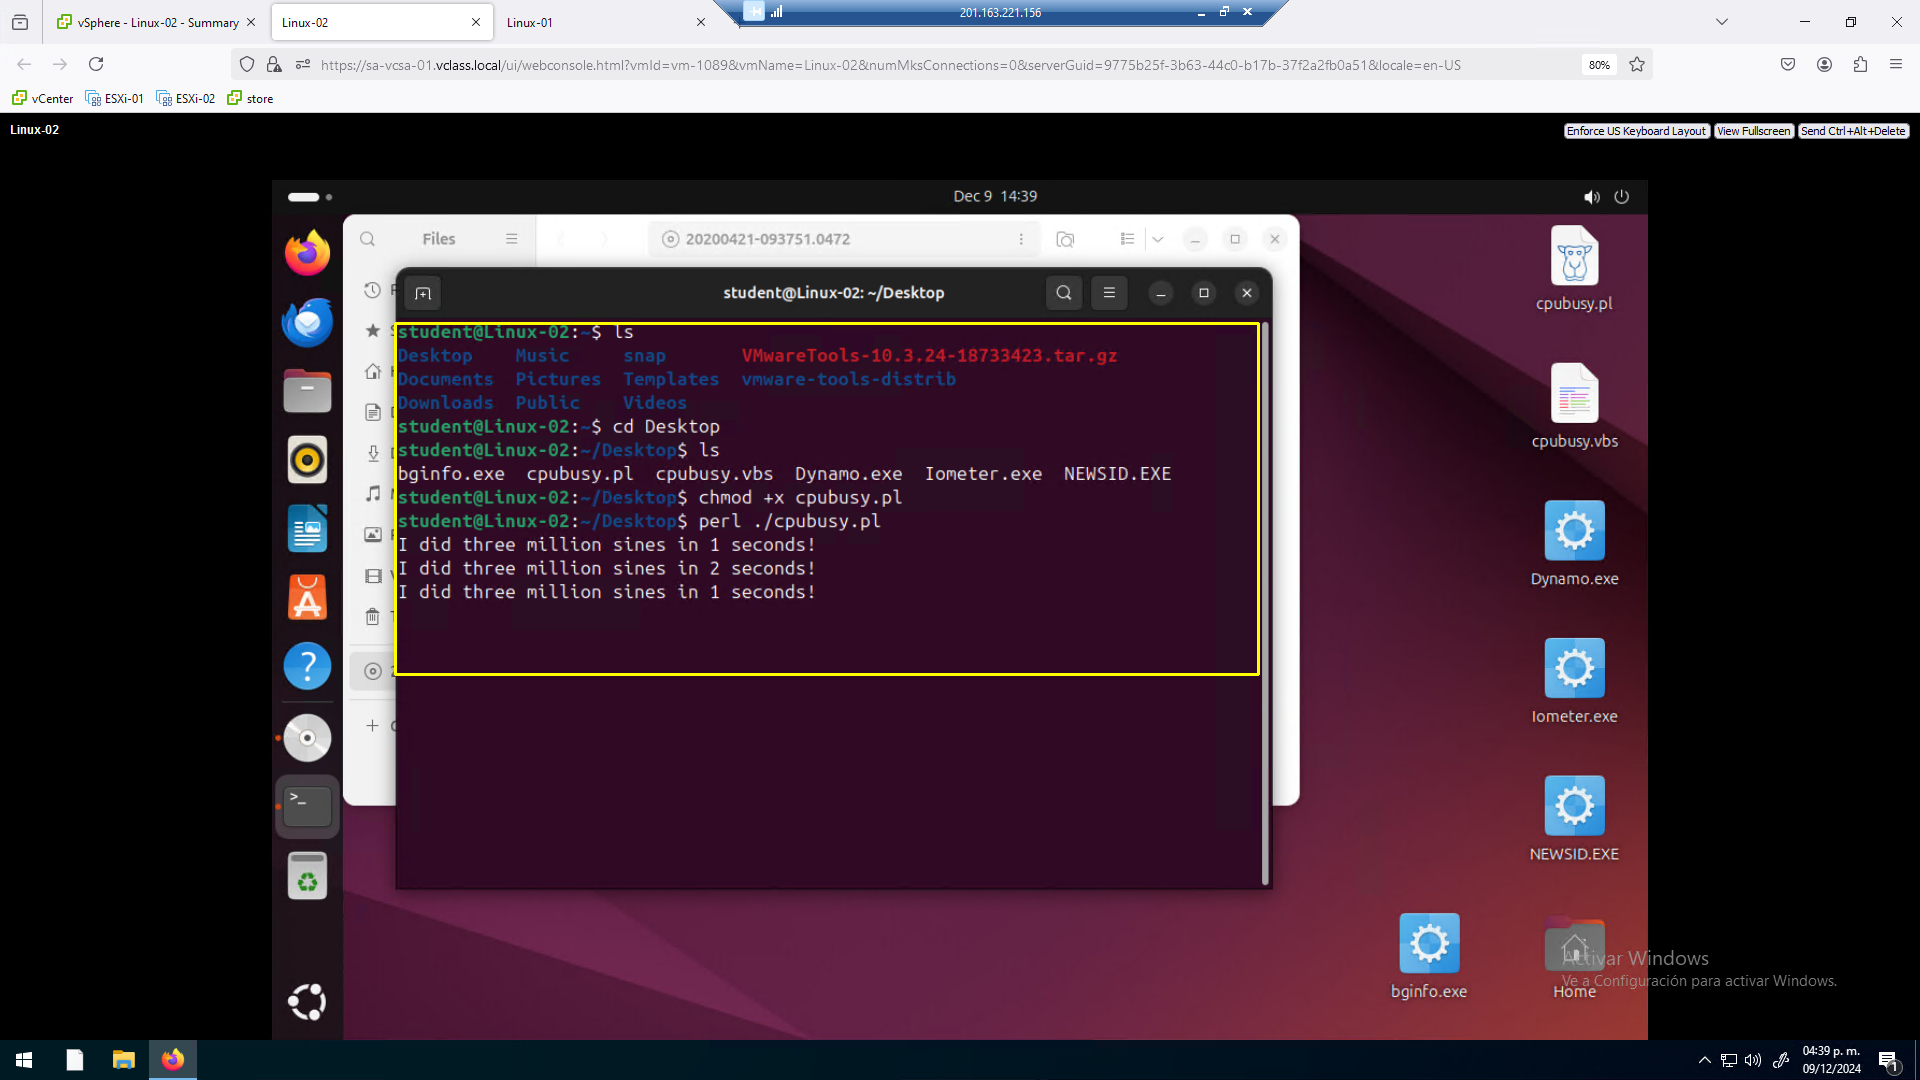 vSphere - Linux-02 - Summary
Linux-02
Linux-01
201.163.221.156
https://sa-vcsa-01.vclass.local/ui/webconsole.html?vmId=vm-1089&vmName=Linux-02&numMksConnections=0&serverGuid=9775b25f-3b63-44c0-b17b-37f2a2fb0a51&locale=en-US
80%
vCenter
ESXi-01
ESXi-02
store
Linux-02
Enforce US Keyboard Layout
View Fullscreen
Send Ctrl+Alt+Delete
Dec 9 14:39
Files
20200421-093751.0472
student@Linux-02: ~/Desktop
student@Linux-02:~$ ls
Desktop Music snap VMwareTools-10.3.24-18733423.tar.gz
Documents Pictures Templates vmware-tools-distrib
Downloads Public Videos
student@Linux-02:~$ cd Desktop
student@Linux-02:~/Desktop$ ls
bginfo.exe cpubusy.pl cpubusy.vbs Dynamo.exe Iometer.exe NEWSID.EXE
student@Linux-02:~/Desktop$ chmod +x cpubusy.pl
student@Linux-02:~/Desktop$ perl ./cpubusy.pl
I did three million sines in 1 seconds!
I did three million sines in 2 seconds!
I did three million sines in 1 seconds!
cpubusy.pl
cpubusy.vbs
Dynamo.exe
Iometer.exe
NEWSID.EXE
bginfo.exe
Home
Activar Windows
Ve a Configuración para activar Windows.
04:39 p. m.
09/12/2024
1